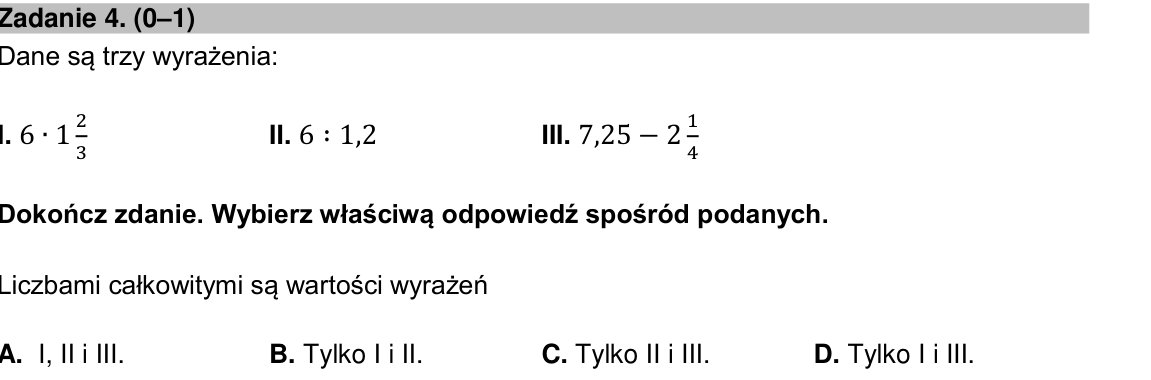 Zadanie 4. (0–1)
Dane są trzy wyrażenia:
I. 6 · 1 2/3 II. 6 : 1,2 III. 7,25 − 2 1/4
Dokończ zdanie. Wybierz właściwą odpowiedź spośród podanych.
Liczbami całkowitymi są wartości wyrażeń
A. I, II i III. B. Tylko I i II. C. Tylko II i III. D. Tylko I i III.